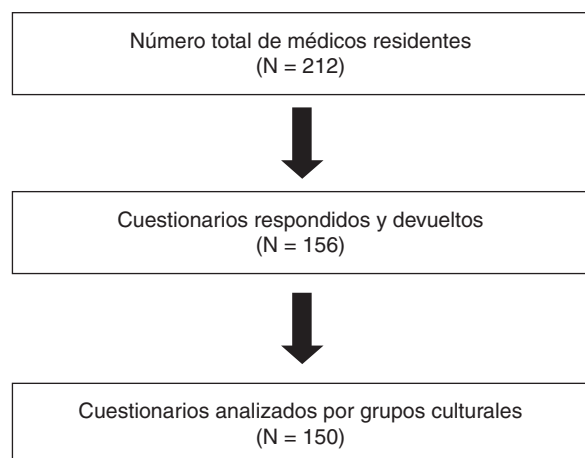 Número total de médicos residentes
(N = 212)
Cuestionarios respondidos y devueltos
(N = 156)
Cuestionarios analizados por grupos culturales
(N = 150)